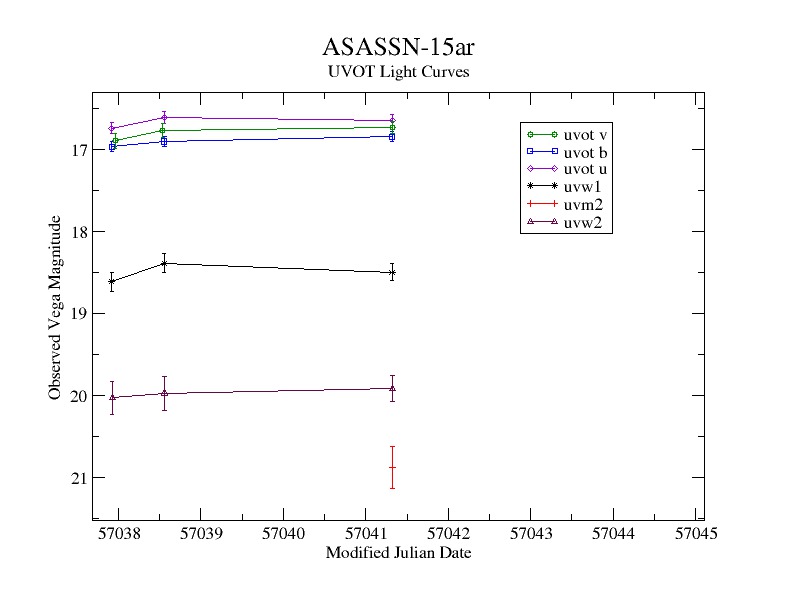 ASASSN-15ar
UVOT Light Curves
uvot v
uvot b
uvot u
uvw1
uvm2
uvw2
17
18
19
20
21
Observed Vega Magnitude
57038 57039 57040 57041 57042 57043 57044 57045
Modified Julian Date